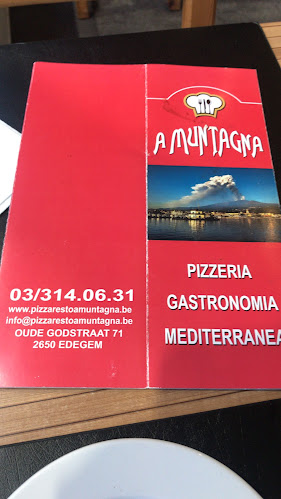 A MUNTAGNA
PIZZERIA
GASTRONOMIA
MEDITERRANEA
03/314.06.31
www.pizzarestoamuntagna.be
info@pizzarestoamuntagna.be
OUDE GODSTRAAT 71
2650 EDEGEM